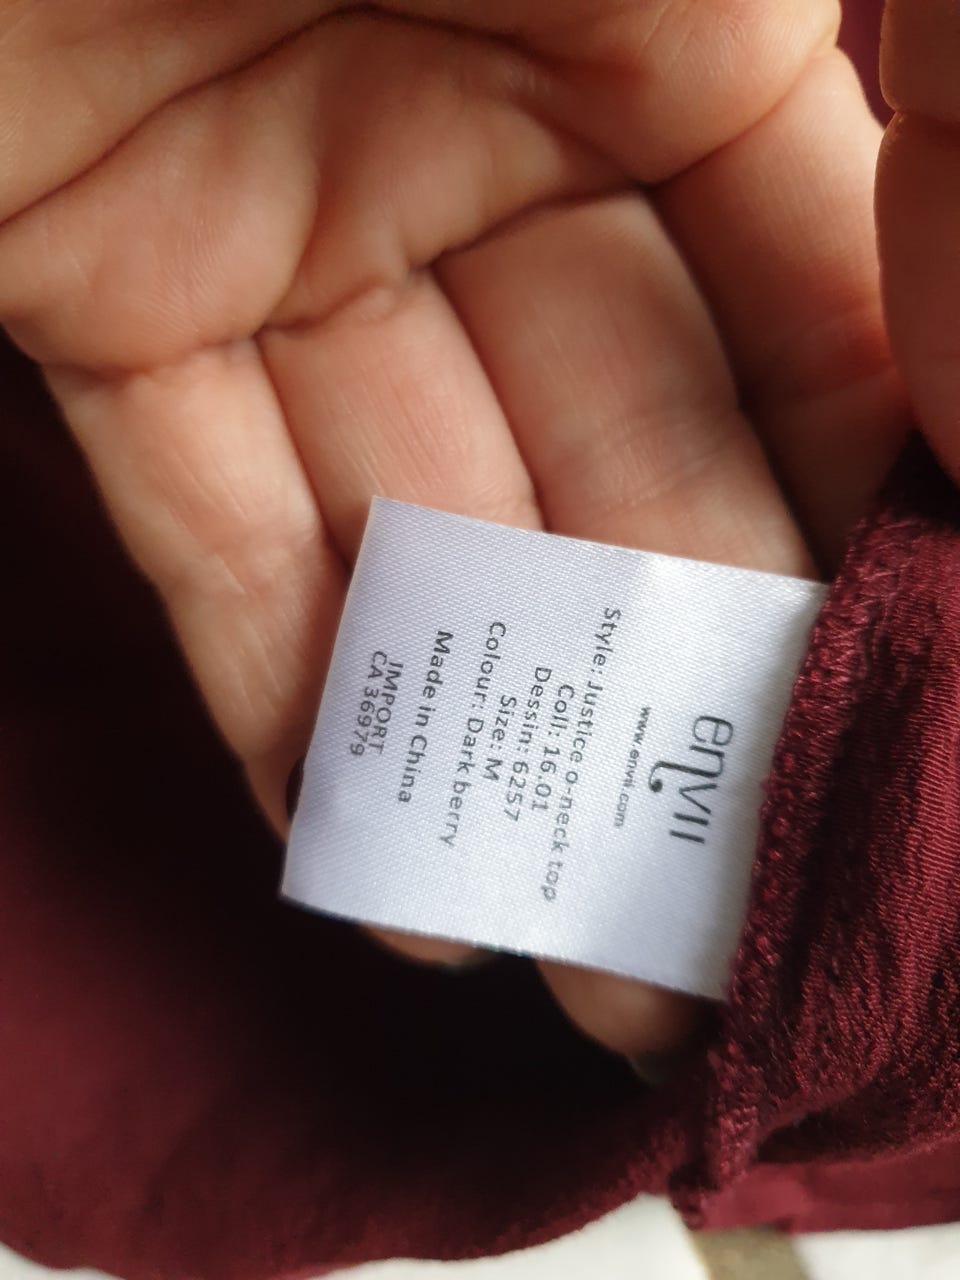 envii
www.envii.com
Style: Justice o-neck top
Coll: 16.01
Dessin: 6257
Size: M
Colour: Dark berry
Made in China
IMPORT
CA 36979